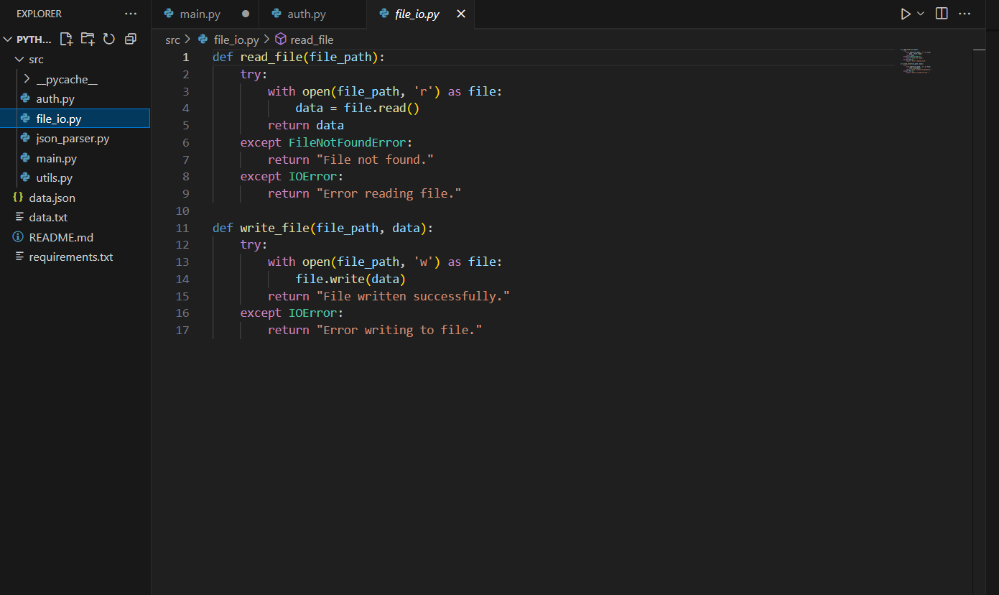 EXPLORER
PYTH...
src
__pycache__
auth.py
file_io.py
json_parser.py
main.py
utils.py
data.json
data.txt
README.md
requirements.txt
main.py
auth.py
file_io.py
src > file_io.py > read_file
1 def read_file(file_path):
2     try:
3         with open(file_path, 'r') as file:
4             data = file.read()
5         return data
6     except FileNotFoundError:
7         return "File not found."
8     except IOError:
9         return "Error reading file."
10
11 def write_file(file_path, data):
12     try:
13         with open(file_path, 'w') as file:
14             file.write(data)
15         return "File written successfully."
16     except IOError:
17         return "Error writing to file."